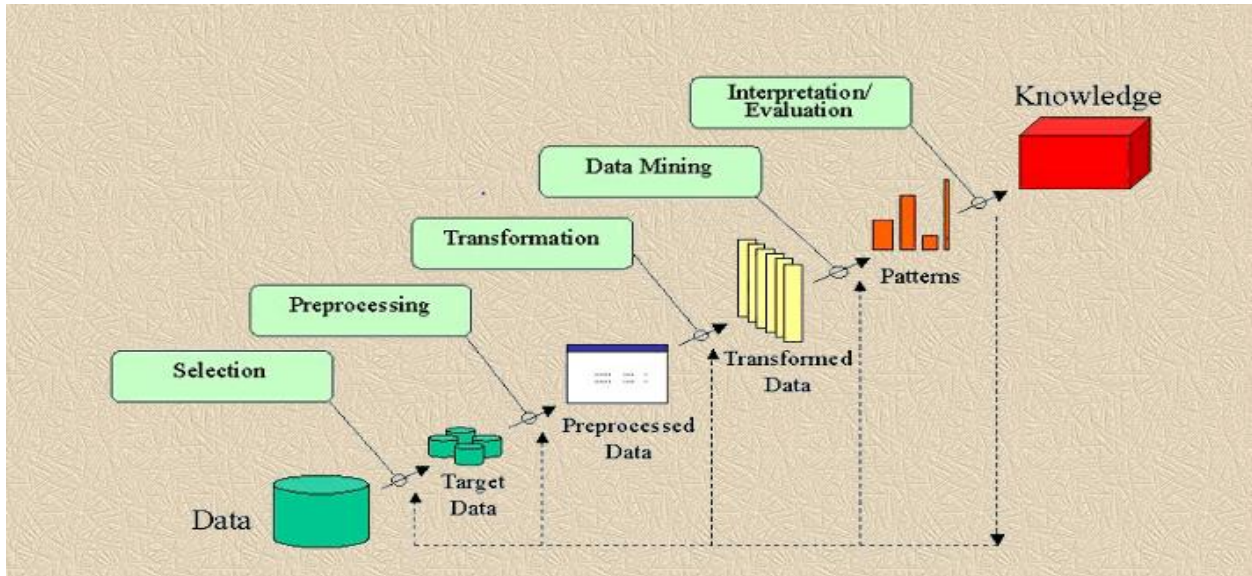 Interpretation/
Evaluation
Knowledge
Data Mining
Patterns
Transformation
Transformed
Data
Preprocessing
Preprocessed
Data
Selection
Target
Data
Data